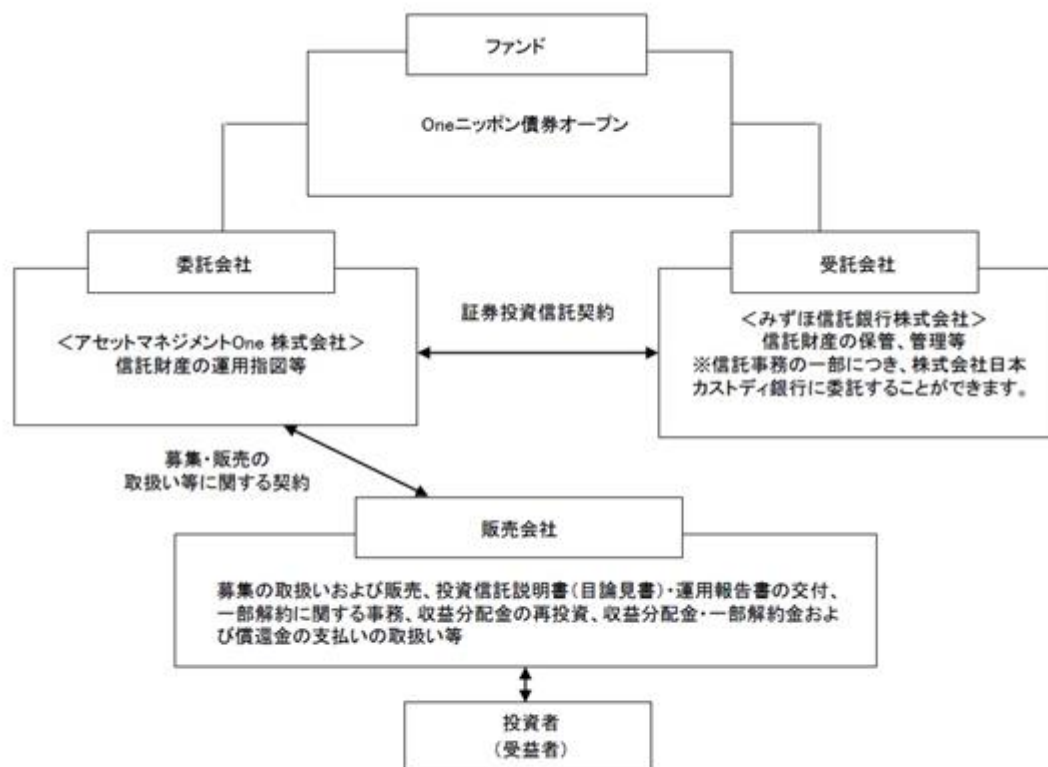 ファンド
Oneニッポン債券オープン
委託会社
＜アセットマネジメントOne 株式会社＞
信託財産の運用指図等
証券投資信託契約
受託会社
＜みずほ信託銀行株式会社＞
信託財産の保管、管理等
※信託事務の一部につき、株式会社日本
カストディ銀行に委託することができます。
募集・販売の
取扱い等に関する契約
販売会社
募集の取扱いおよび販売、投資信託説明書（目論見書）・運用報告書の交付、
一部解約に関する事務、収益分配金の再投資、収益分配金・一部解約金およ
び償還金の支払いの取扱い等
投資者
（受益者）